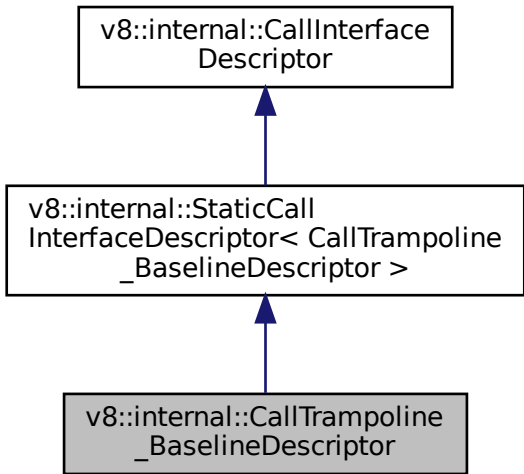 v8::internal::CallInterface
Descriptor
v8::internal::StaticCall
InterfaceDescriptor< CallTrampoline
_BaselineDescriptor >
v8::internal::CallTrampoline
_BaselineDescriptor